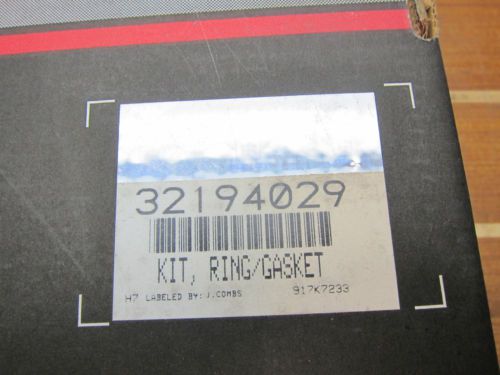 32194029
KIT, RING/GASKET
H7 LABELED BY: J.COMBS 917K7233